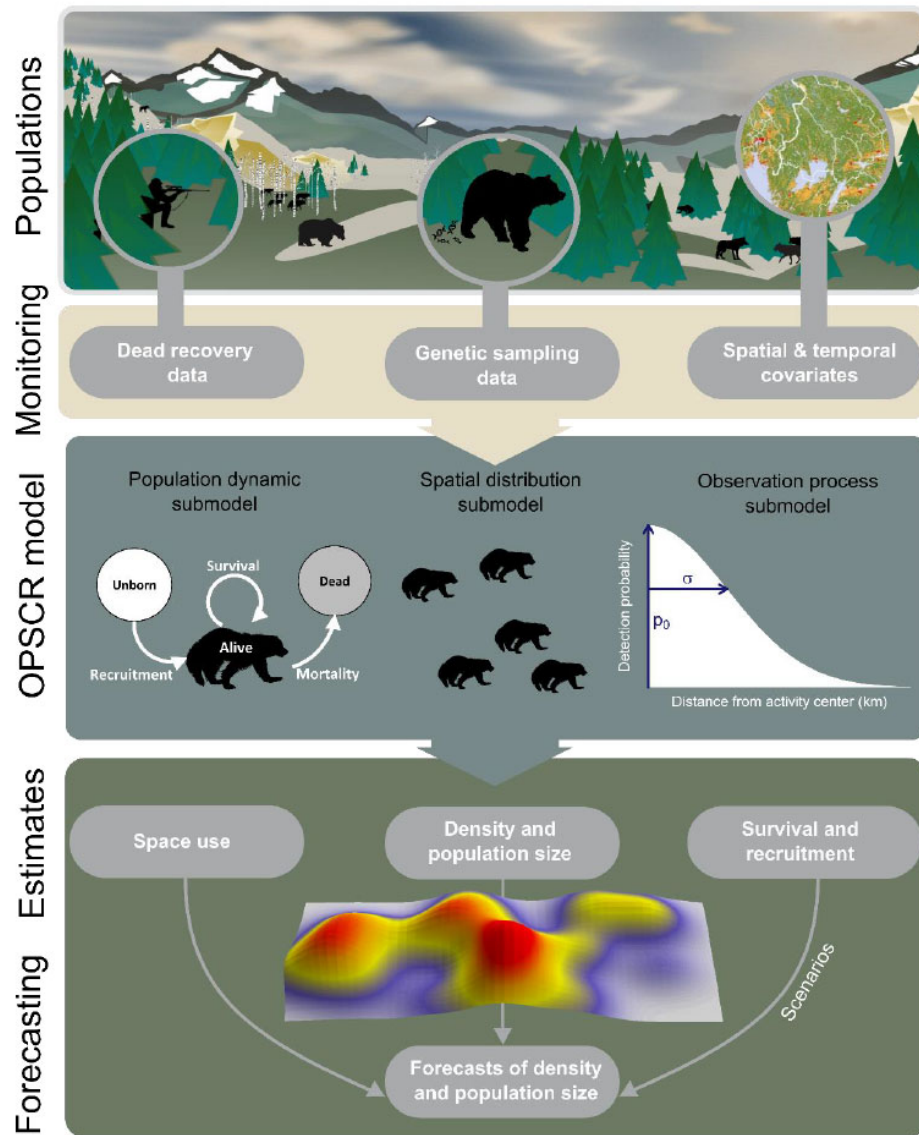 Populations
Monitoring
Dead recovery
data
Genetic sampling
data
Spatial & temporal
covariates
OPSCR model
Population dynamic
submodel
Spatial distribution
submodel
Observation process
submodel
Unborn
Survival
Dead
Alive
Recruitment
Mortality
Detection probability
σ
p₀
Distance from activity center (km)
Estimates
Space use
Density and
population size
Survival and
recruitment
Forecasting
Scenarios
Forecasts of density
and population size